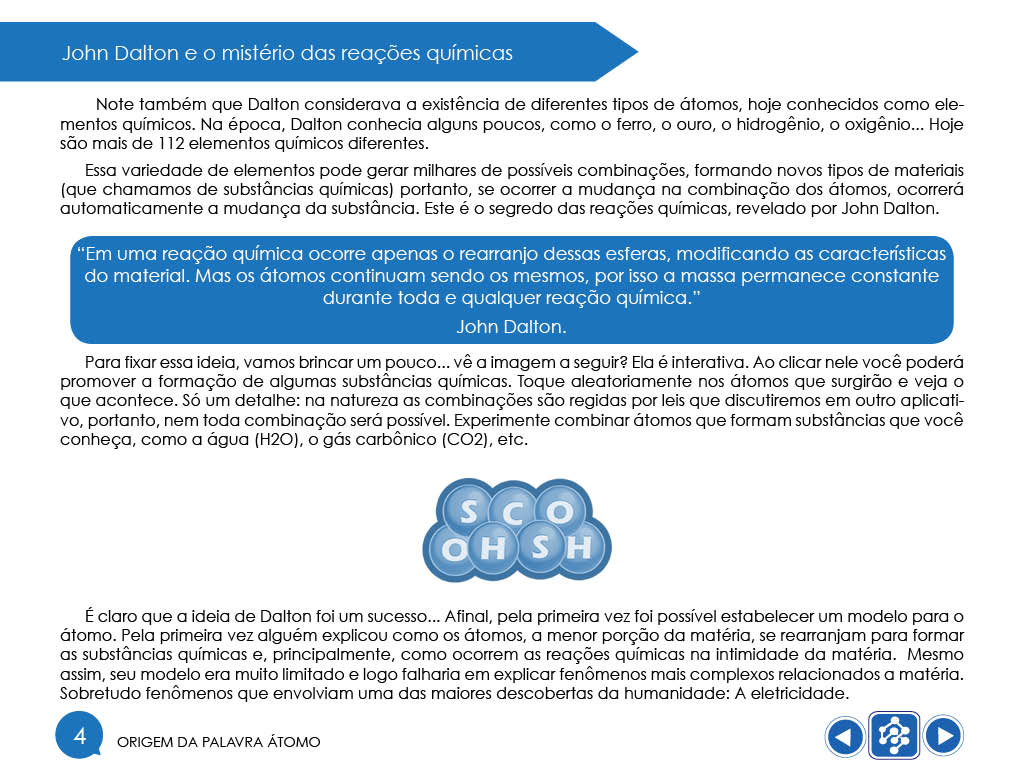 John Dalton e o mistério das reações químicas
Note também que Dalton considerava a existência de diferentes tipos de átomos, hoje conhecidos como ele-
mentos químicos. Na época, Dalton conhecia alguns poucos, como o ferro, o ouro, o hidrogênio, o oxigênio... Hoje
são mais de 112 elementos químicos diferentes.
Essa variedade de elementos pode gerar milhares de possíveis combinações, formando novos tipos de materiais
(que chamamos de substâncias químicas) portanto, se ocorrer a mudança na combinação dos átomos, ocorrerá
automaticamente a mudança da substância. Este é o segredo das reações químicas, revelado por John Dalton.
“Em uma reação química ocorre apenas o rearranjo dessas esferas, modificando as características
do material. Mas os átomos continuam sendo os mesmos, por isso a massa permanece constante
durante toda e qualquer reação química.”
John Dalton.
Para fixar essa ideia, vamos brincar um pouco... vê a imagem a seguir? Ela é interativa. Ao clicar nele você poderá
promover a formação de algumas substâncias químicas. Toque aleatoriamente nos átomos que surgirão e veja o
que acontece. Só um detalhe: na natureza as combinações são regidas por leis que discutiremos em outro aplicati-
vo, portanto, nem toda combinação será possível. Experimente combinar átomos que formam substâncias que você
conheça, como a água (H2O), o gás carbônico (CO2), etc.
S C O
O H S H
É claro que a ideia de Dalton foi um sucesso... Afinal, pela primeira vez foi possível estabelecer um modelo para o
átomo. Pela primeira vez alguém explicou como os átomos, a menor porção da matéria, se rearranjam para formar
as substâncias químicas e, principalmente, como ocorrem as reações químicas na intimidade da matéria.  Mesmo
assim, seu modelo era muito limitado e logo falharia em explicar fenômenos mais complexos relacionados a matéria.
Sobretudo fenômenos que envolviam uma das maiores descobertas da humanidade: A eletricidade.
4 ORIGEM DA PALAVRA ÁTOMO